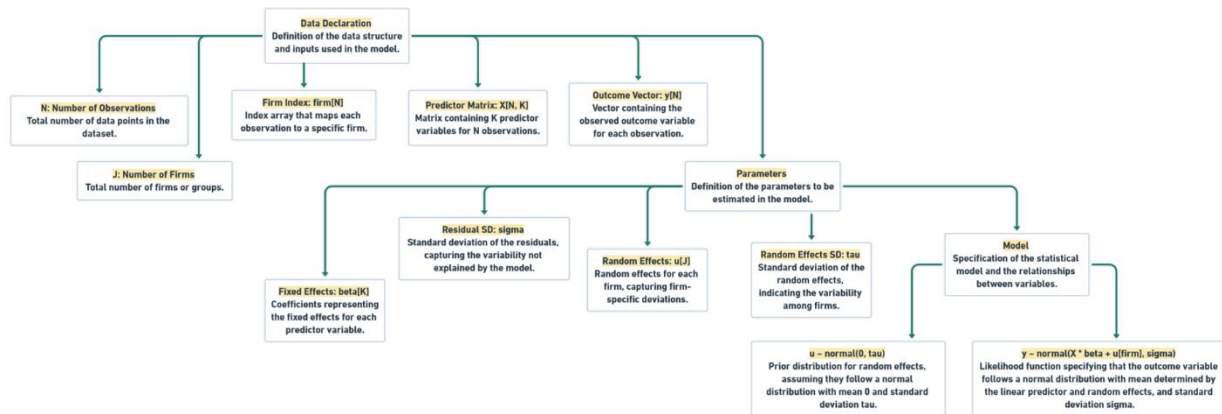 Data Declaration
Definition of the data structure
and inputs used in the model.
N: Number of Observations
Total number of data points in the
dataset.
Firm Index: firm[N]
Index array that maps each
observation to a specific firm.
Predictor Matrix: X[N, K]
Matrix containing K predictor
variables for N observations.
Outcome Vector: y[N]
Vector containing the
observed outcome variable
for each observation.
J: Number of Firms
Total number of firms or groups.
Parameters
Definition of the parameters to be
estimated in the model.
Fixed Effects: beta[K]
Coefficients representing
the fixed effects for each
predictor variable.
Residual SD: sigma
Standard deviation of the residuals,
capturing the variability not
explained by the model.
Random Effects: u[J]
Random effects for each
firm, capturing firm-
specific deviations.
Random Effects SD: tau
Standard deviation of the
random effects,
indicating the variability
among firms.
Model
Specification of the statistical
model and the relationships
between variables.
u ~ normal(0, tau)
Prior distribution for random effects,
assuming they follow a normal
distribution with mean 0 and standard
deviation tau.
y ~ normal(X * beta + u[firm], sigma)
Likelihood function specifying that the outcome variable
follows a normal distribution with mean determined by
the linear predictor and random effects, and standard
deviation sigma.